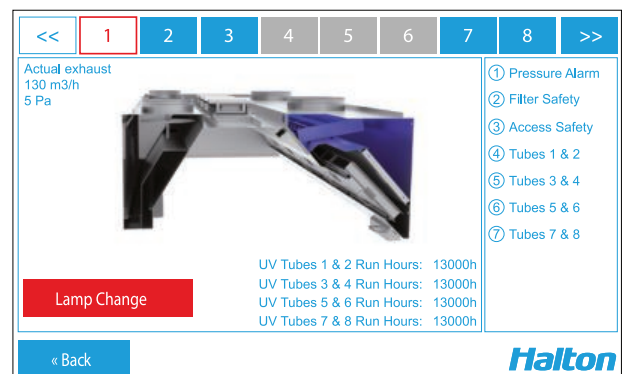 << 1 2 3 4 5 6 7 8 >>
Actual exhaust
130 m3/h
5 Pa
① Pressure Alarm
② Filter Safety
③ Access Safety
④ Tubes 1 & 2
⑤ Tubes 3 & 4
⑥ Tubes 5 & 6
⑦ Tubes 7 & 8
UV Tubes 1 & 2 Run Hours: 13000h
UV Tubes 3 & 4 Run Hours: 13000h
UV Tubes 5 & 6 Run Hours: 13000h
UV Tubes 7 & 8 Run Hours: 13000h
Lamp Change
« Back
Halton